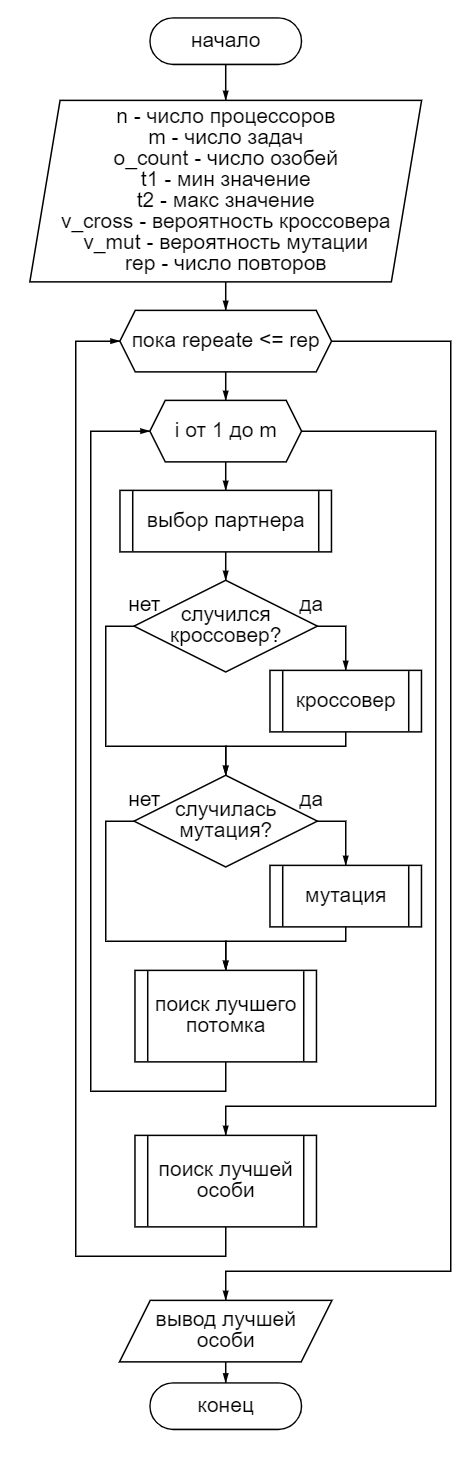 начало
n - число процессоров
m - число задач
o_count - число озобей
t1 - мин значение
t2 - макс значение
v_cross - вероятность кроссовера
v_mut - вероятность мутации
rep - число повторов
пока repeate <= rep
i от 1 до m
выбор партнера
нет
случился
кроссовер?
да
кроссовер
нет
случилась
мутация?
да
мутация
поиск лучшего
потомка
поиск лучшей
особи
вывод лучшей
особи
конец